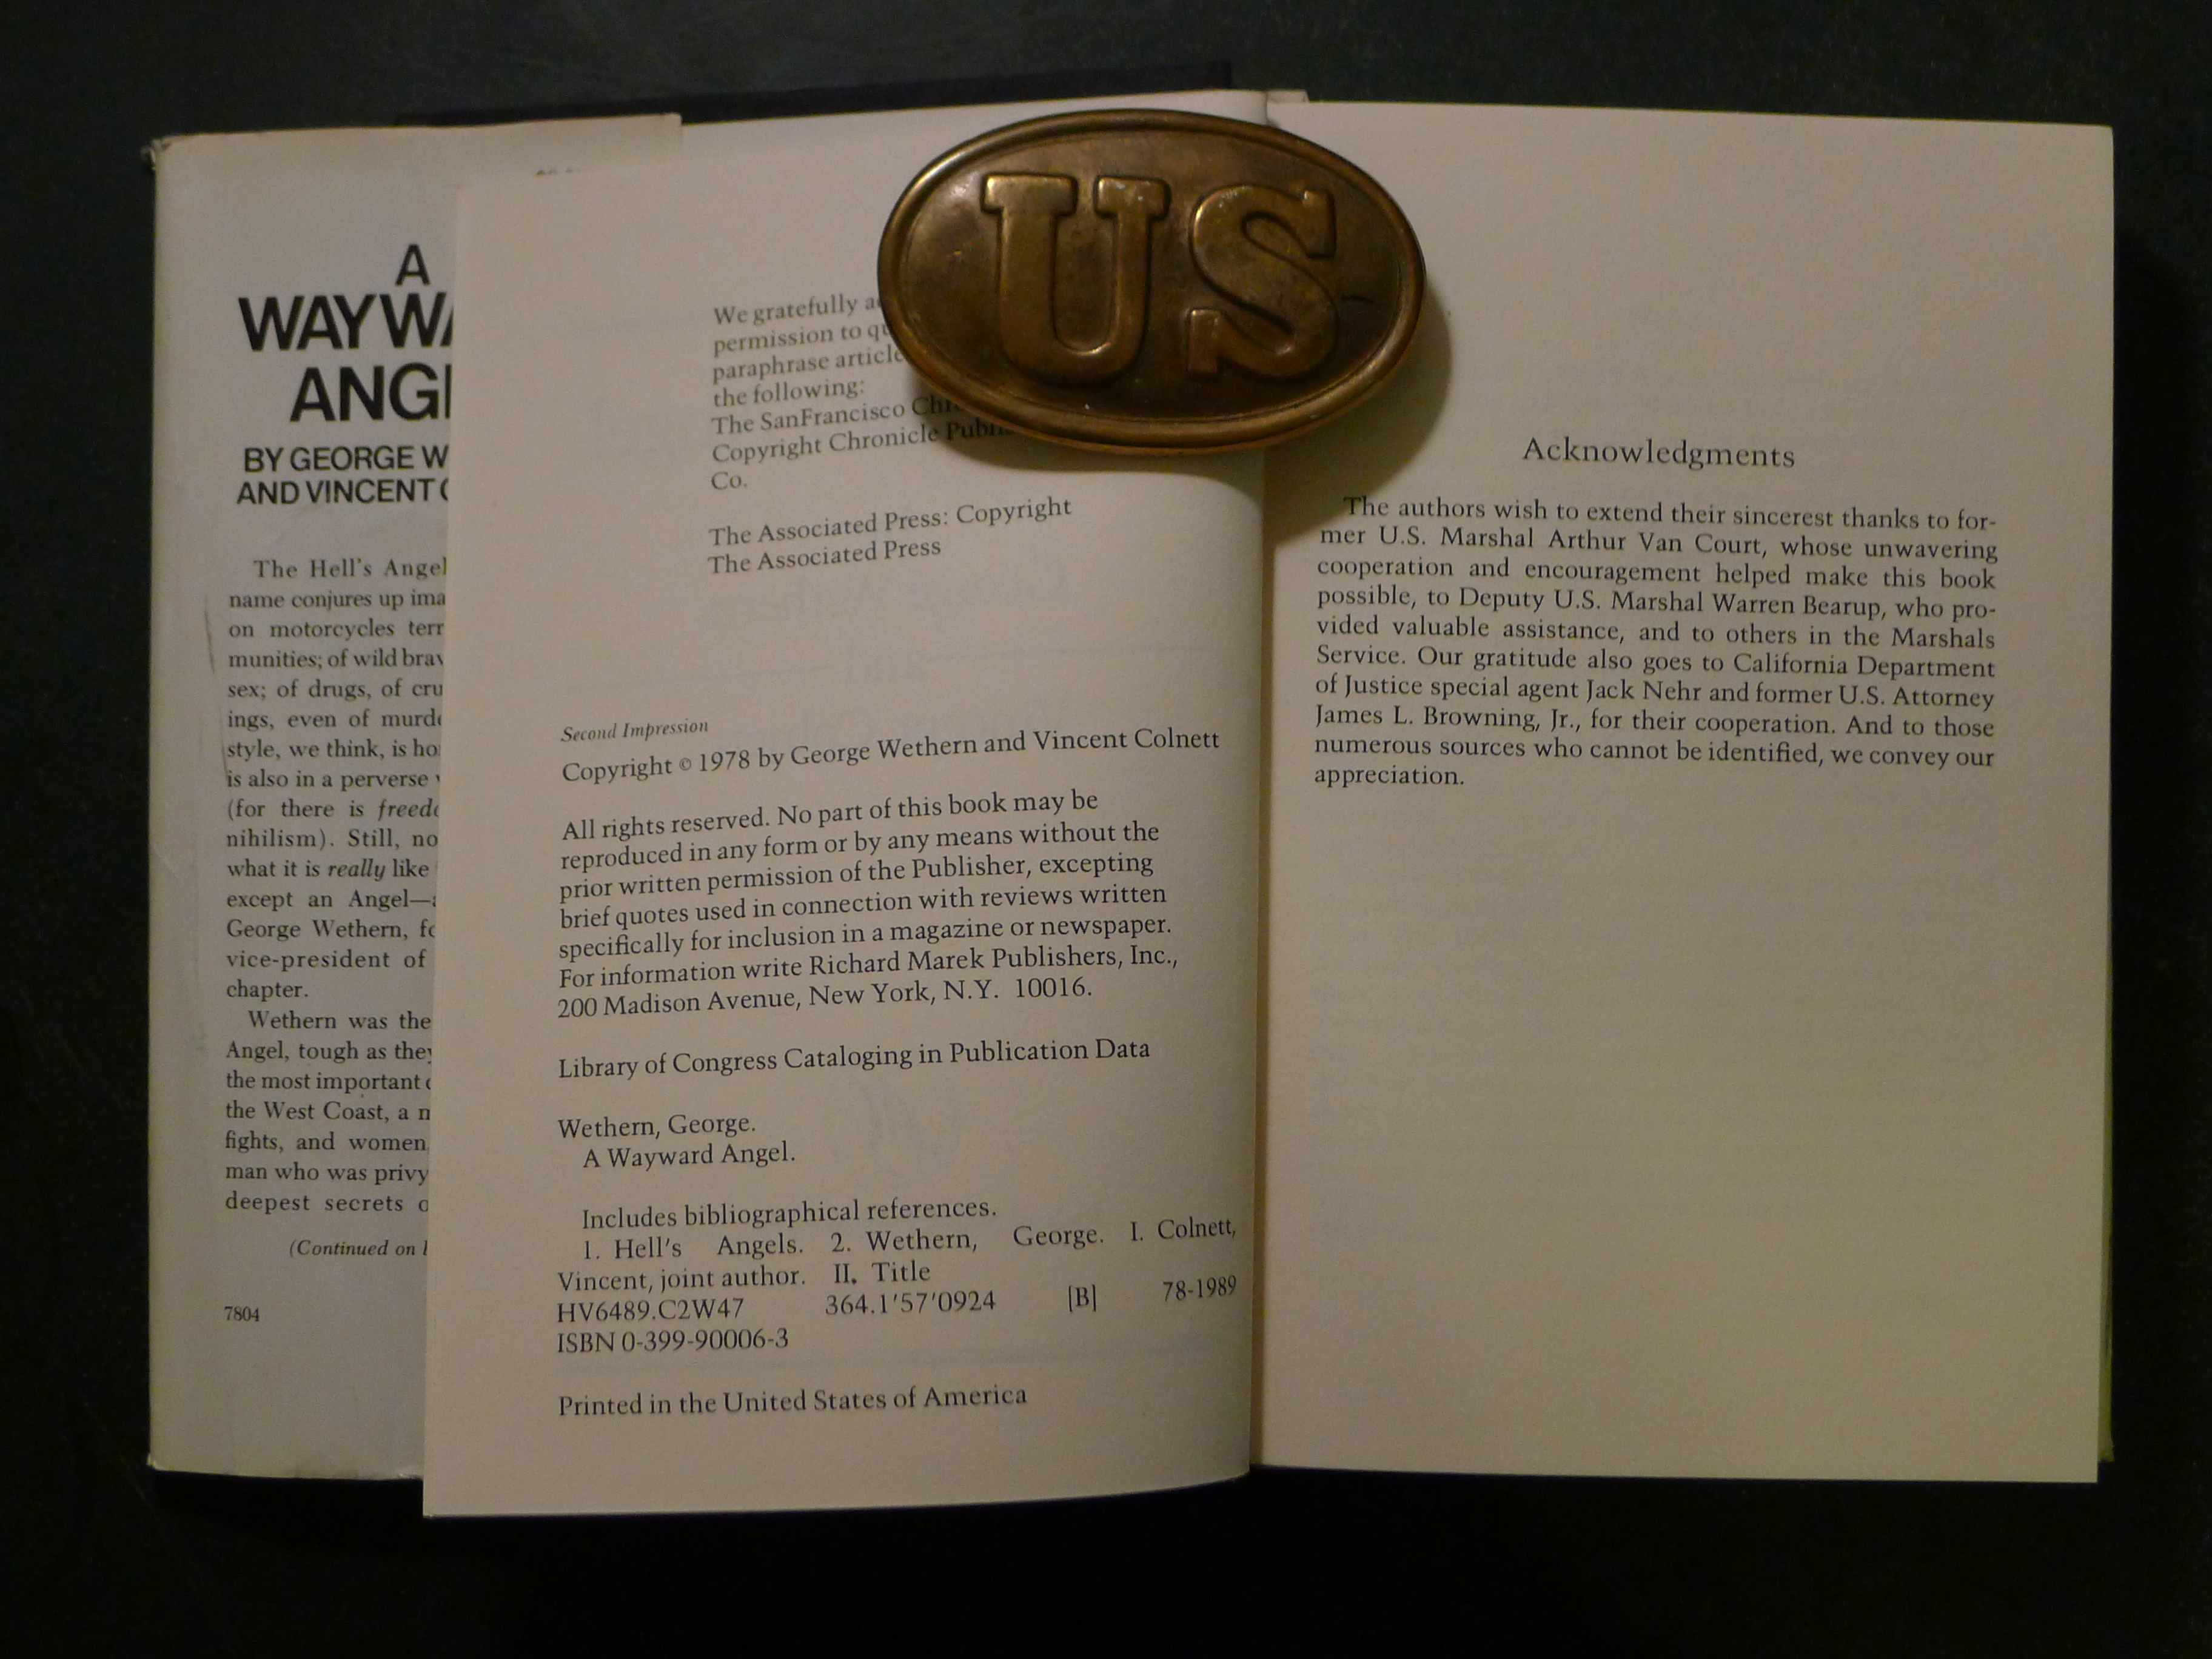 A
WAYWA
ANG
BY GEORGE W
AND VINCENT C
The Hell's Angel
name conjures up ima
on motorcycles terr
munities; of wild braw
sex; of drugs, of cru
ings, even of murde
style, we think, is ho
is also in a perverse
(for there is freedo
nihilism). Still, no
what it is really like
except an Angel—a
George Wethern, fo
vice-president of
chapter.
Wethern was the
Angel, tough as they
the most important
the West Coast, a m
fights, and women
man who was privy
deepest secrets o
(Continued on
7804
US
We gratefully
permission to
paraphrase article
the following:
The SanFrancisco Chr
Copyright Chronicle Publi
Co.
The Associated Press: Copyright
The Associated Press
Second Impression
Copyright © 1978 by George Wethern and Vincent Colnett
All rights reserved. No part of this book may be
reproduced in any form or by any means without the
prior written permission of the Publisher, excepting
brief quotes used in connection with reviews written
specifically for inclusion in a magazine or newspaper.
For information write Richard Marek Publishers, Inc.,
200 Madison Avenue, New York, N.Y. 10016.
Library of Congress Cataloging in Publication Data
Wethern, George.
A Wayward Angel.
Includes bibliographical references.
1. Hell's Angels. 2. Wethern, George. I. Colnett,
Vincent, joint author. II. Title
HV6489.C2W47 364.1'57'0924 [B] 78-1989
ISBN 0-399-90006-3
Printed in the United States of America
Acknowledgments
The authors wish to extend their sincerest thanks to for-
mer U.S. Marshal Arthur Van Court, whose unwavering
cooperation and encouragement helped make this book
possible, to Deputy U.S. Marshal Warren Bearup, who pro-
vided valuable assistance, and to others in the Marshals
Service. Our gratitude also goes to California Department
of Justice special agent Jack Nehr and former U.S. Attorney
James L. Browning, Jr., for their cooperation. And to those
numerous sources who cannot be identified, we convey our
appreciation.